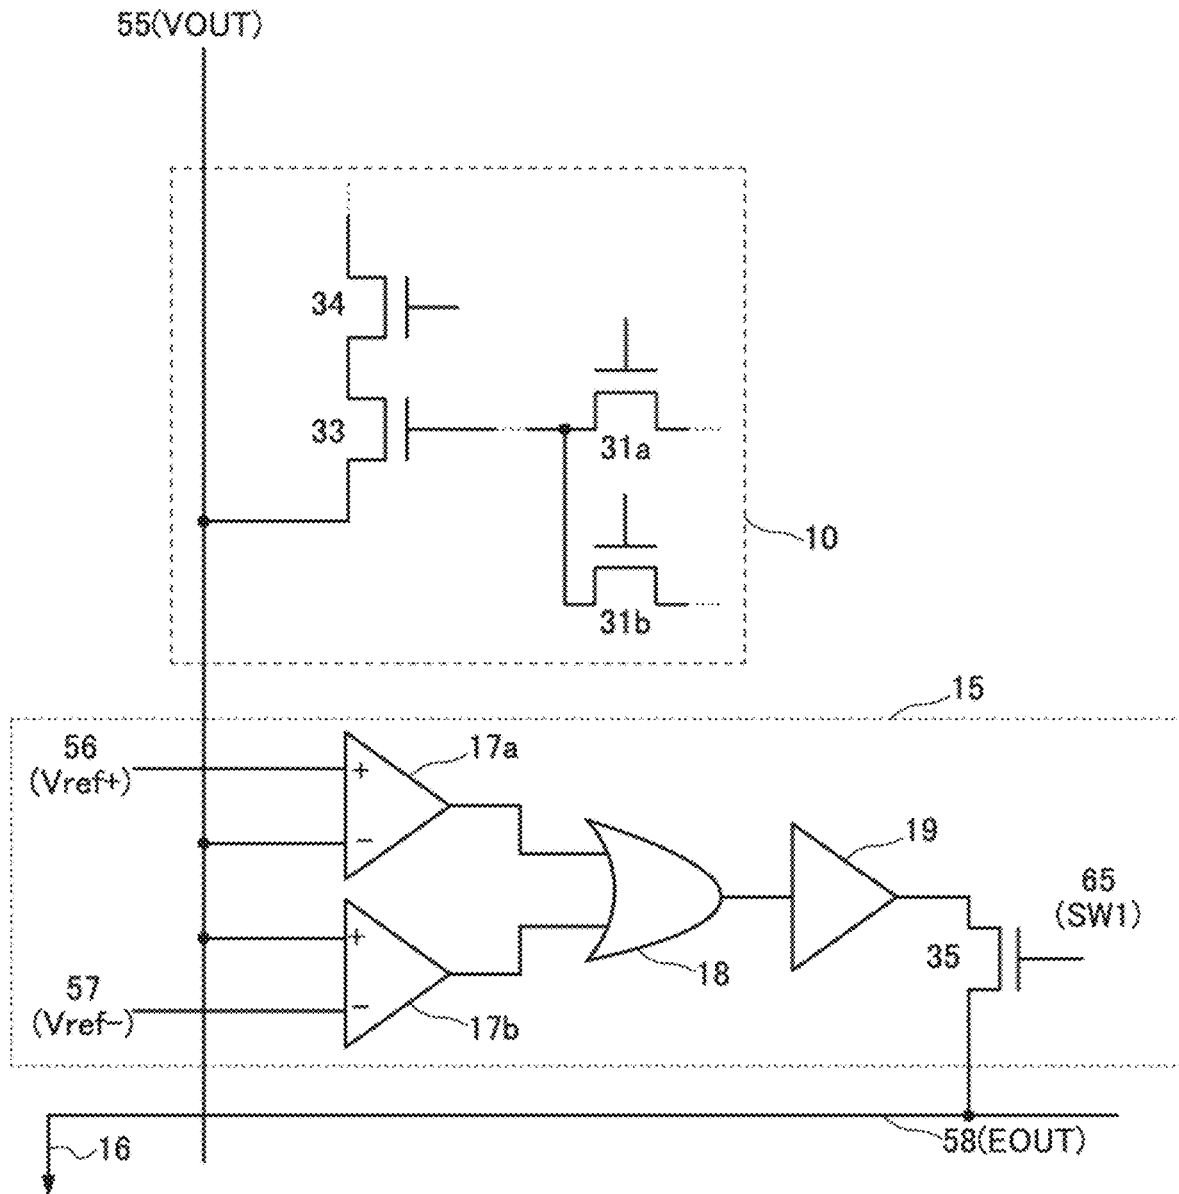 55(VOUT)
34
33
31a
31b
10
15
56
(Vref+)
17a
+
−
19
65
(SW1)
35
18
57
(Vref−)
+
−
17b
16
58(EOUT)